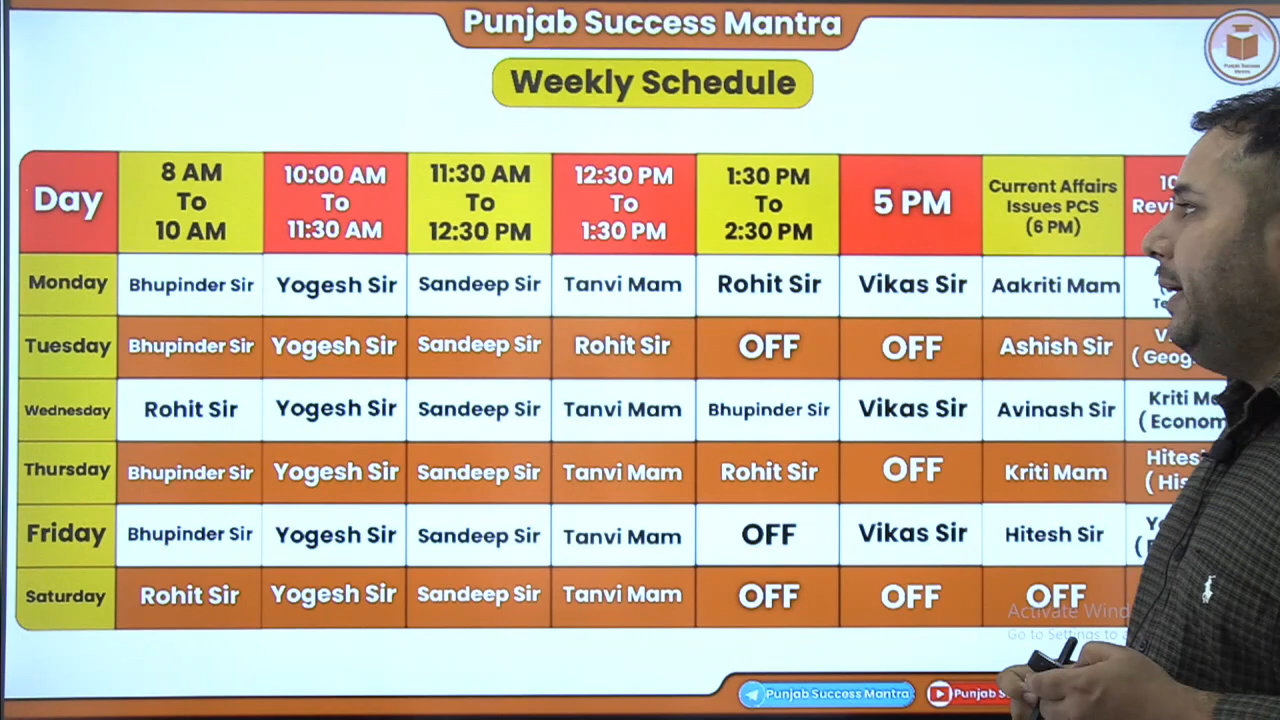 Punjab Success Mantra
Weekly Schedule
Day
8 AM
To
10 AM
10:00 AM
To
11:30 AM
11:30 AM
To
12:30 PM
12:30 PM
To
1:30 PM
1:30 PM
To
2:30 PM
5 PM
Current Affairs
Issues PCS
(6 PM)
Monday
Bhupinder Sir
Yogesh Sir
Sandeep Sir
Tanvi Mam
Rohit Sir
Vikas Sir
Aakriti Mam
Tuesday
Bhupinder Sir
Yogesh Sir
Sandeep Sir
Rohit Sir
OFF
OFF
Ashish Sir
Wednesday
Rohit Sir
Yogesh Sir
Sandeep Sir
Tanvi Mam
Bhupinder Sir
Vikas Sir
Avinash Sir
Kriti
Thursday
Bhupinder Sir
Yogesh Sir
Sandeep Sir
Tanvi Mam
Rohit Sir
OFF
Kriti Mam
Friday
Bhupinder Sir
Yogesh Sir
Sandeep Sir
Tanvi Mam
OFF
Vikas Sir
Hitesh Sir
Saturday
Rohit Sir
Yogesh Sir
Sandeep Sir
Tanvi Mam
OFF
OFF
OFF
Activate
Go to Settings to
Punjab Success Mantra
Punjab